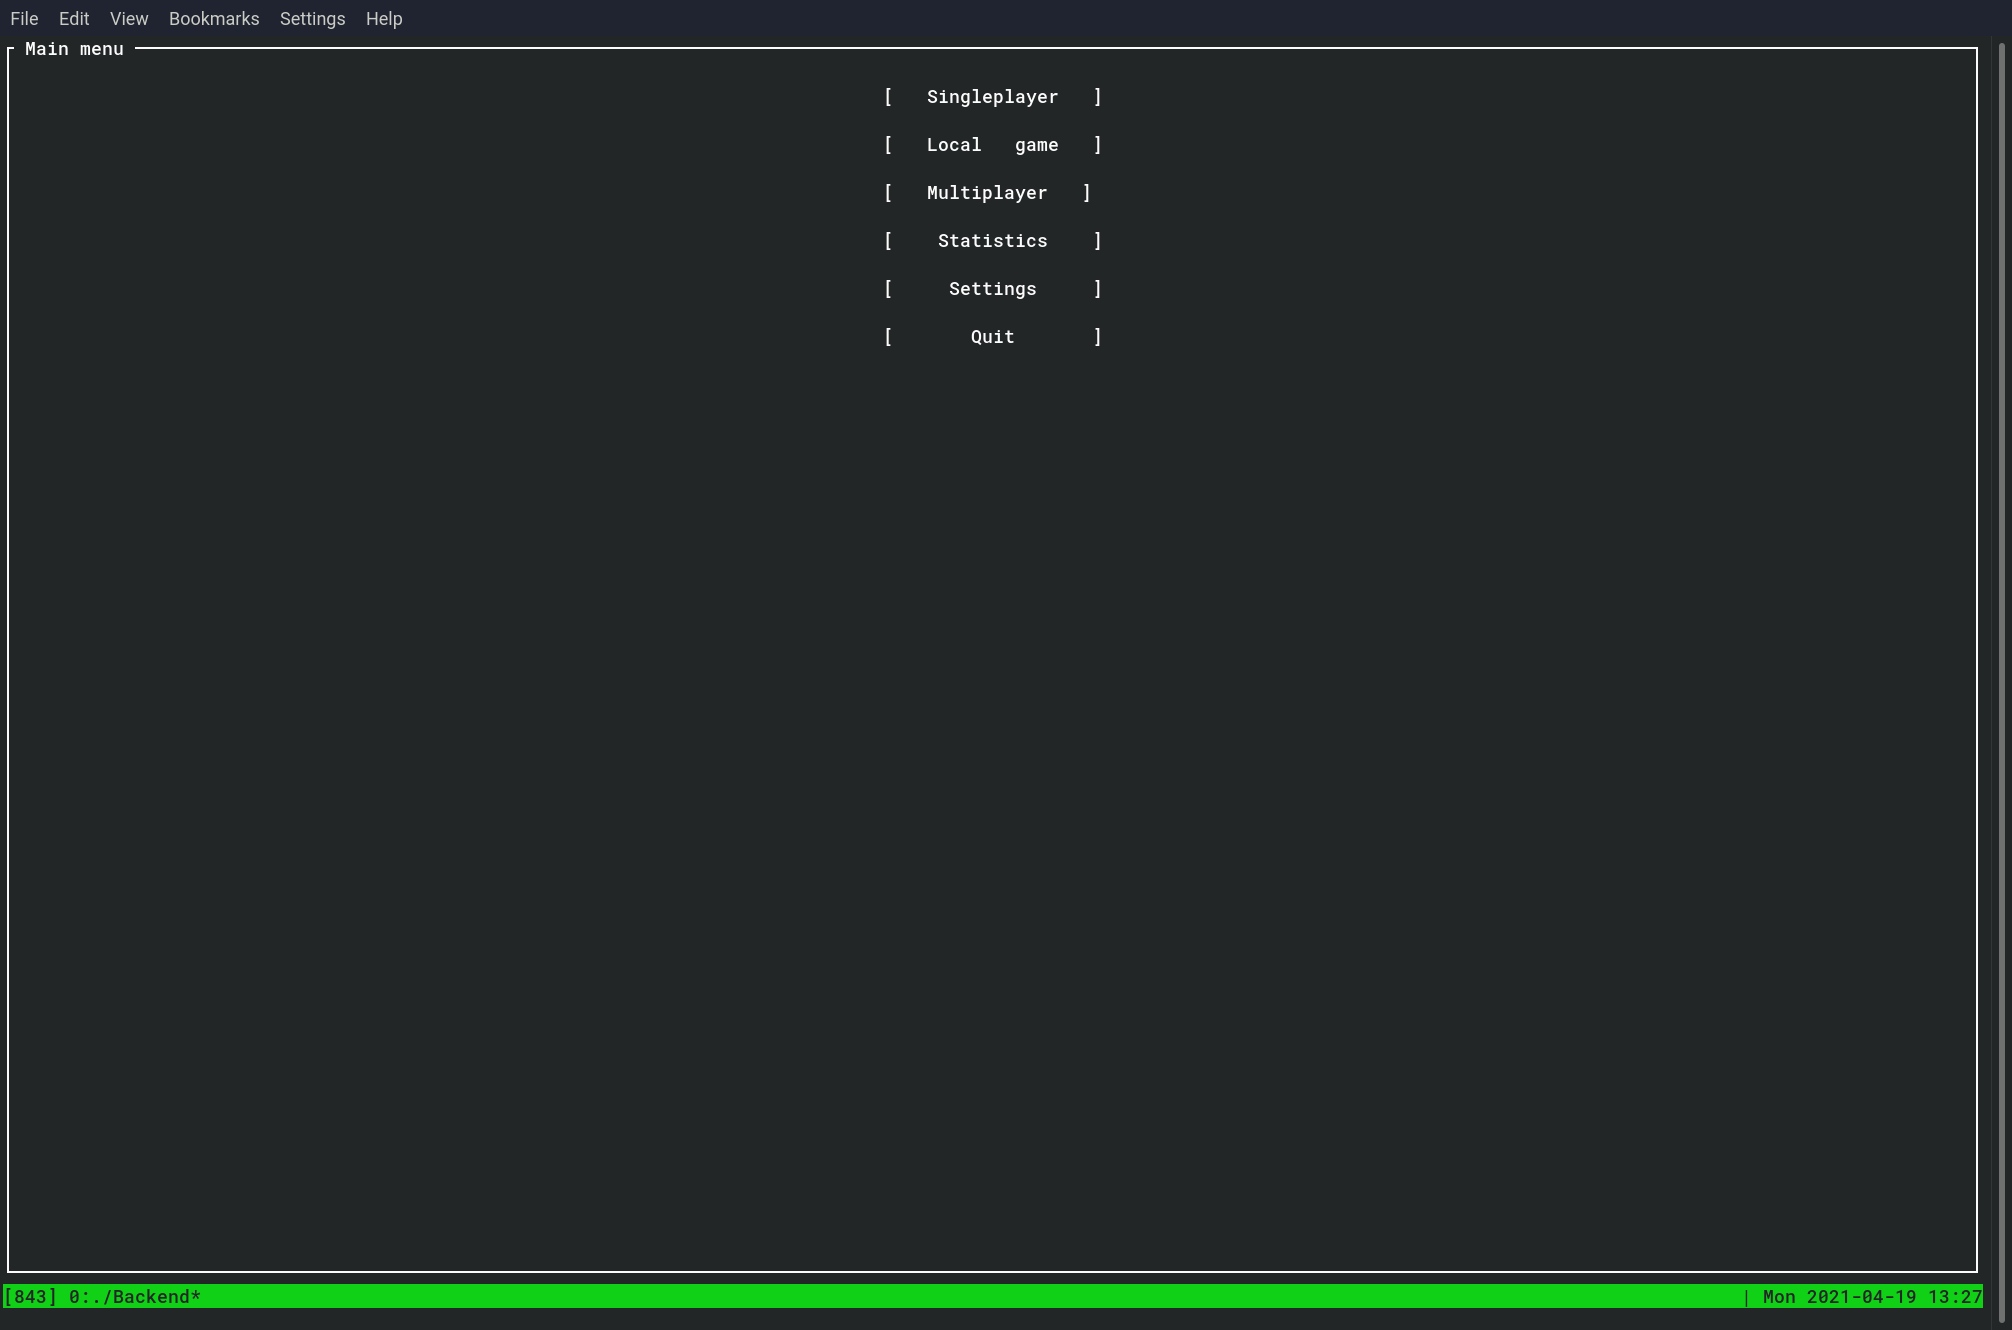 File Edit View Bookmarks Settings Help
Main menu
[   Singleplayer   ]
[   Local   game   ]
[   Multiplayer   ]
[    Statistics    ]
[     Settings     ]
[       Quit       ]
[843] 0:./Backend* | Mon 2021-04-19 13:27